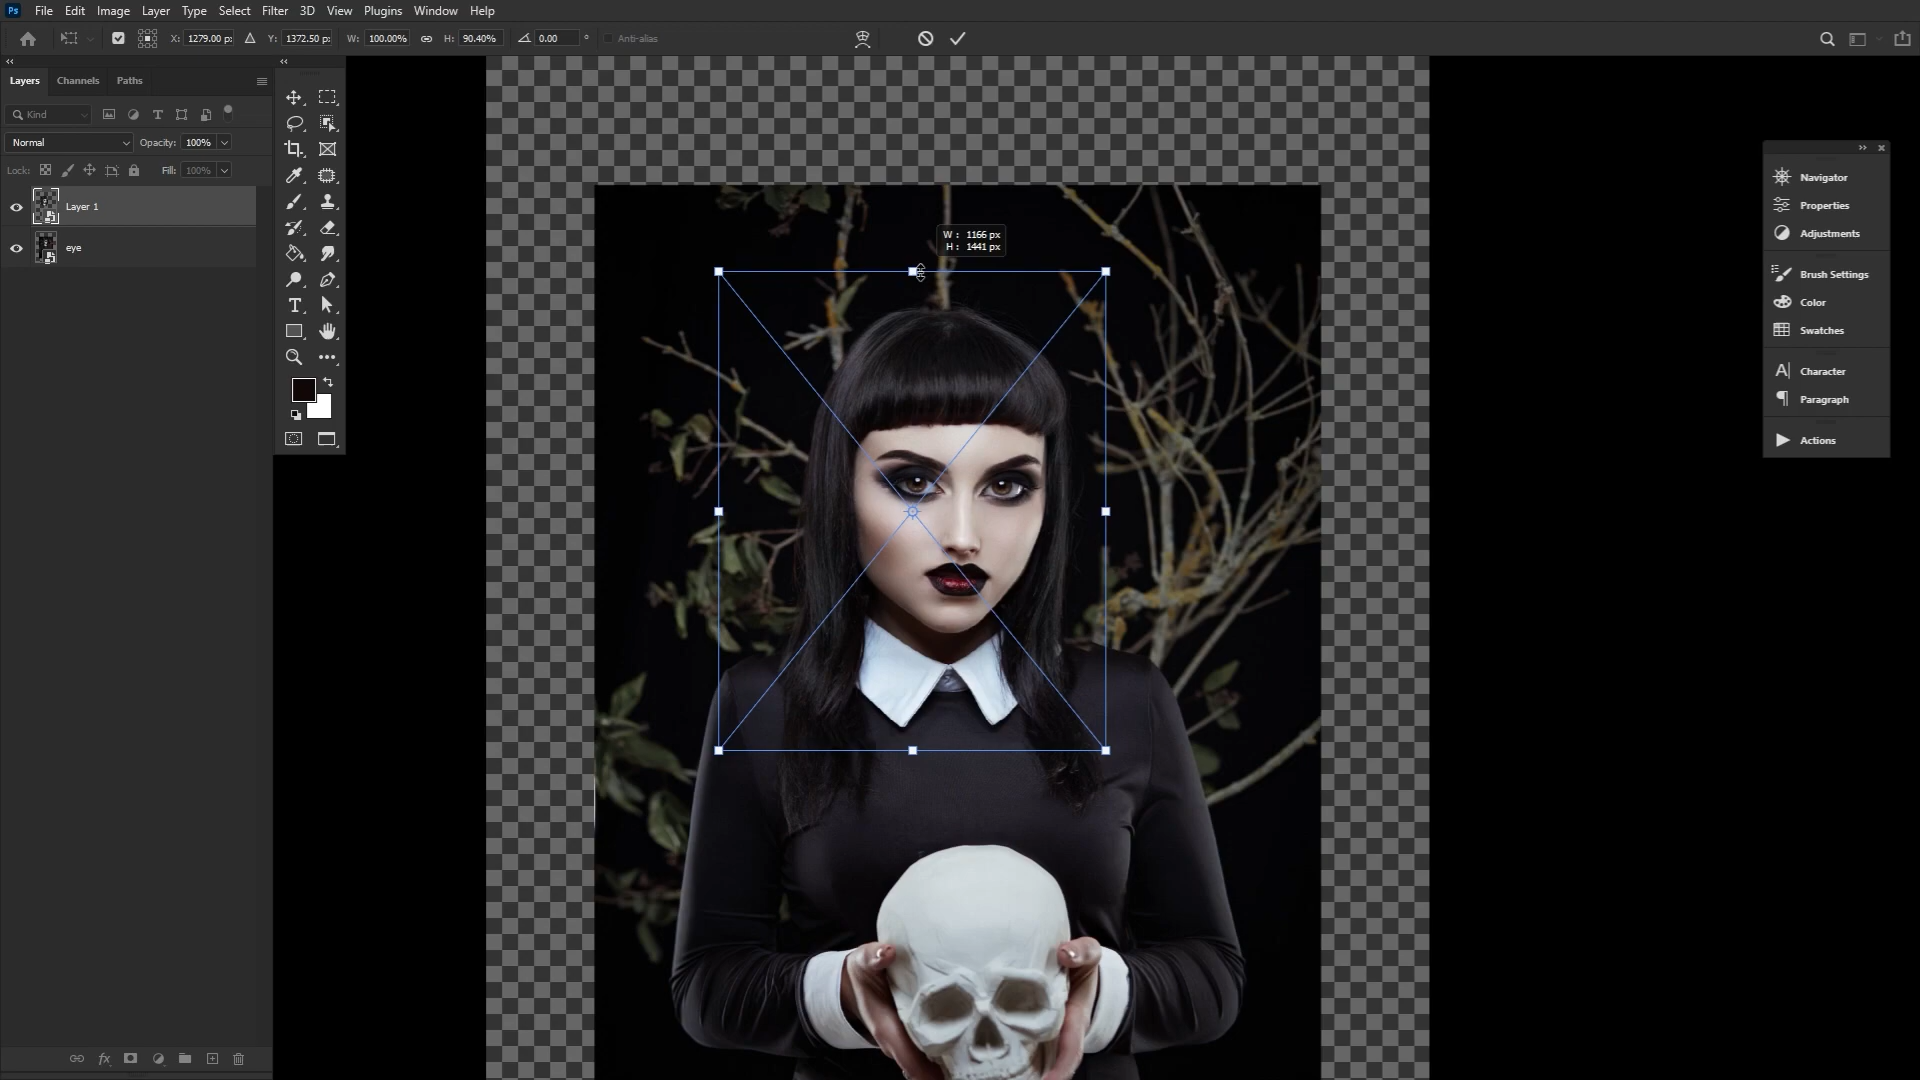 Ps File Edit Image Layer Type Select Filter 3D View Plugins Window Help
X: 1279.00 p: Y: 1372.50 p: W: 100.00% H: 90.40% 0.00 ° Anti-alias
Layers Channels Paths
Kind
Normal Opacity: 100%
Lock: Fill: 100%
Layer 1
eye
fx
W : 1166 px
H : 1441 px
Navigator
Properties
Adjustments
Brush Settings
Color
Swatches
Character
Paragraph
Actions